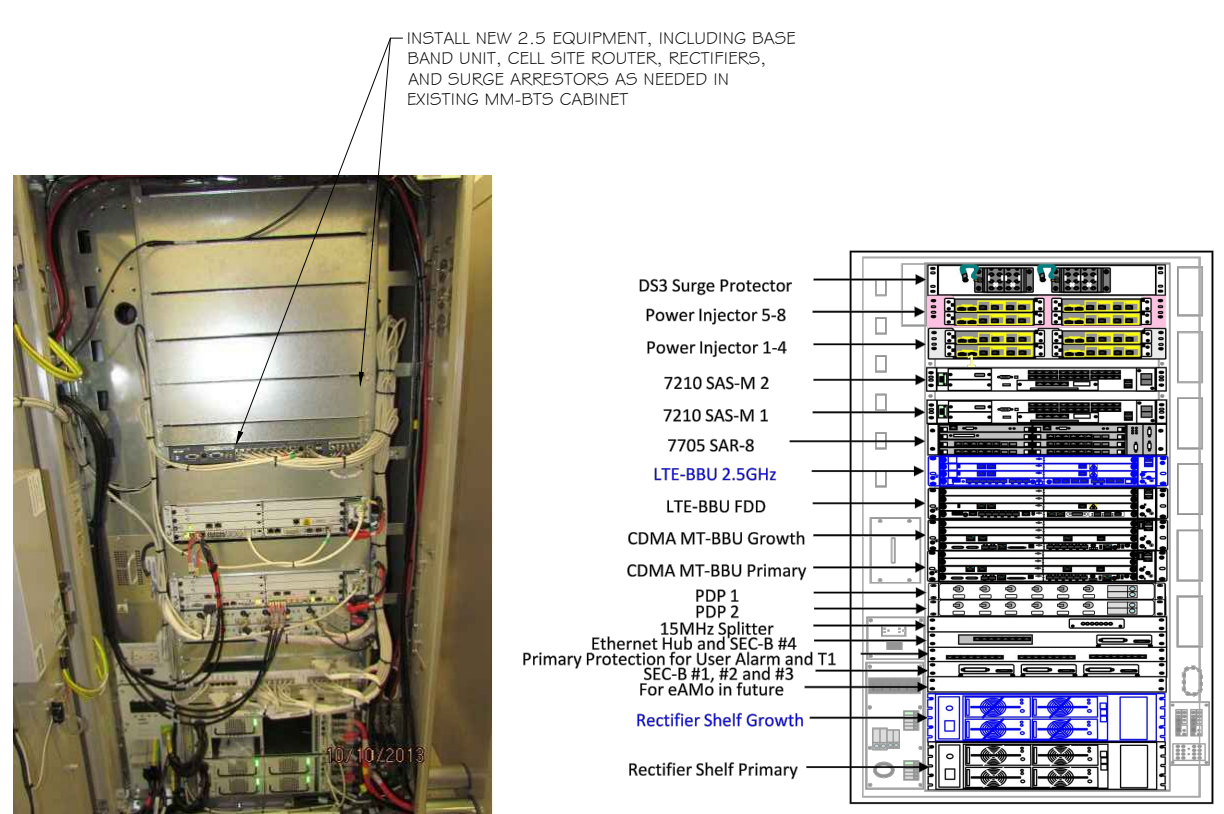 INSTALL NEW 2.5 EQUIPMENT, INCLUDING BASE
BAND UNIT, CELL SITE ROUTER, RECTIFIERS,
AND SURGE ARRESTORS AS NEEDED IN
EXISTING MM-BTS CABINET
10/10/2013
DS3 Surge Protector
Power Injector 5-8
Power Injector 1-4
7210 SAS-M 2
7210 SAS-M 1
7705 SAR-8
LTE-BBU 2.5GHz
LTE-BBU FDD
CDMA MT-BBU Growth
CDMA MT-BBU Primary
PDP 1
PDP 2
15MHz Splitter
Ethernet Hub and SEC-B #4
Primary Protection for User Alarm and T1
SEC-B #1, #2 and #3
For eAMo in future
Rectifier Shelf Growth
Rectifier Shelf Primary